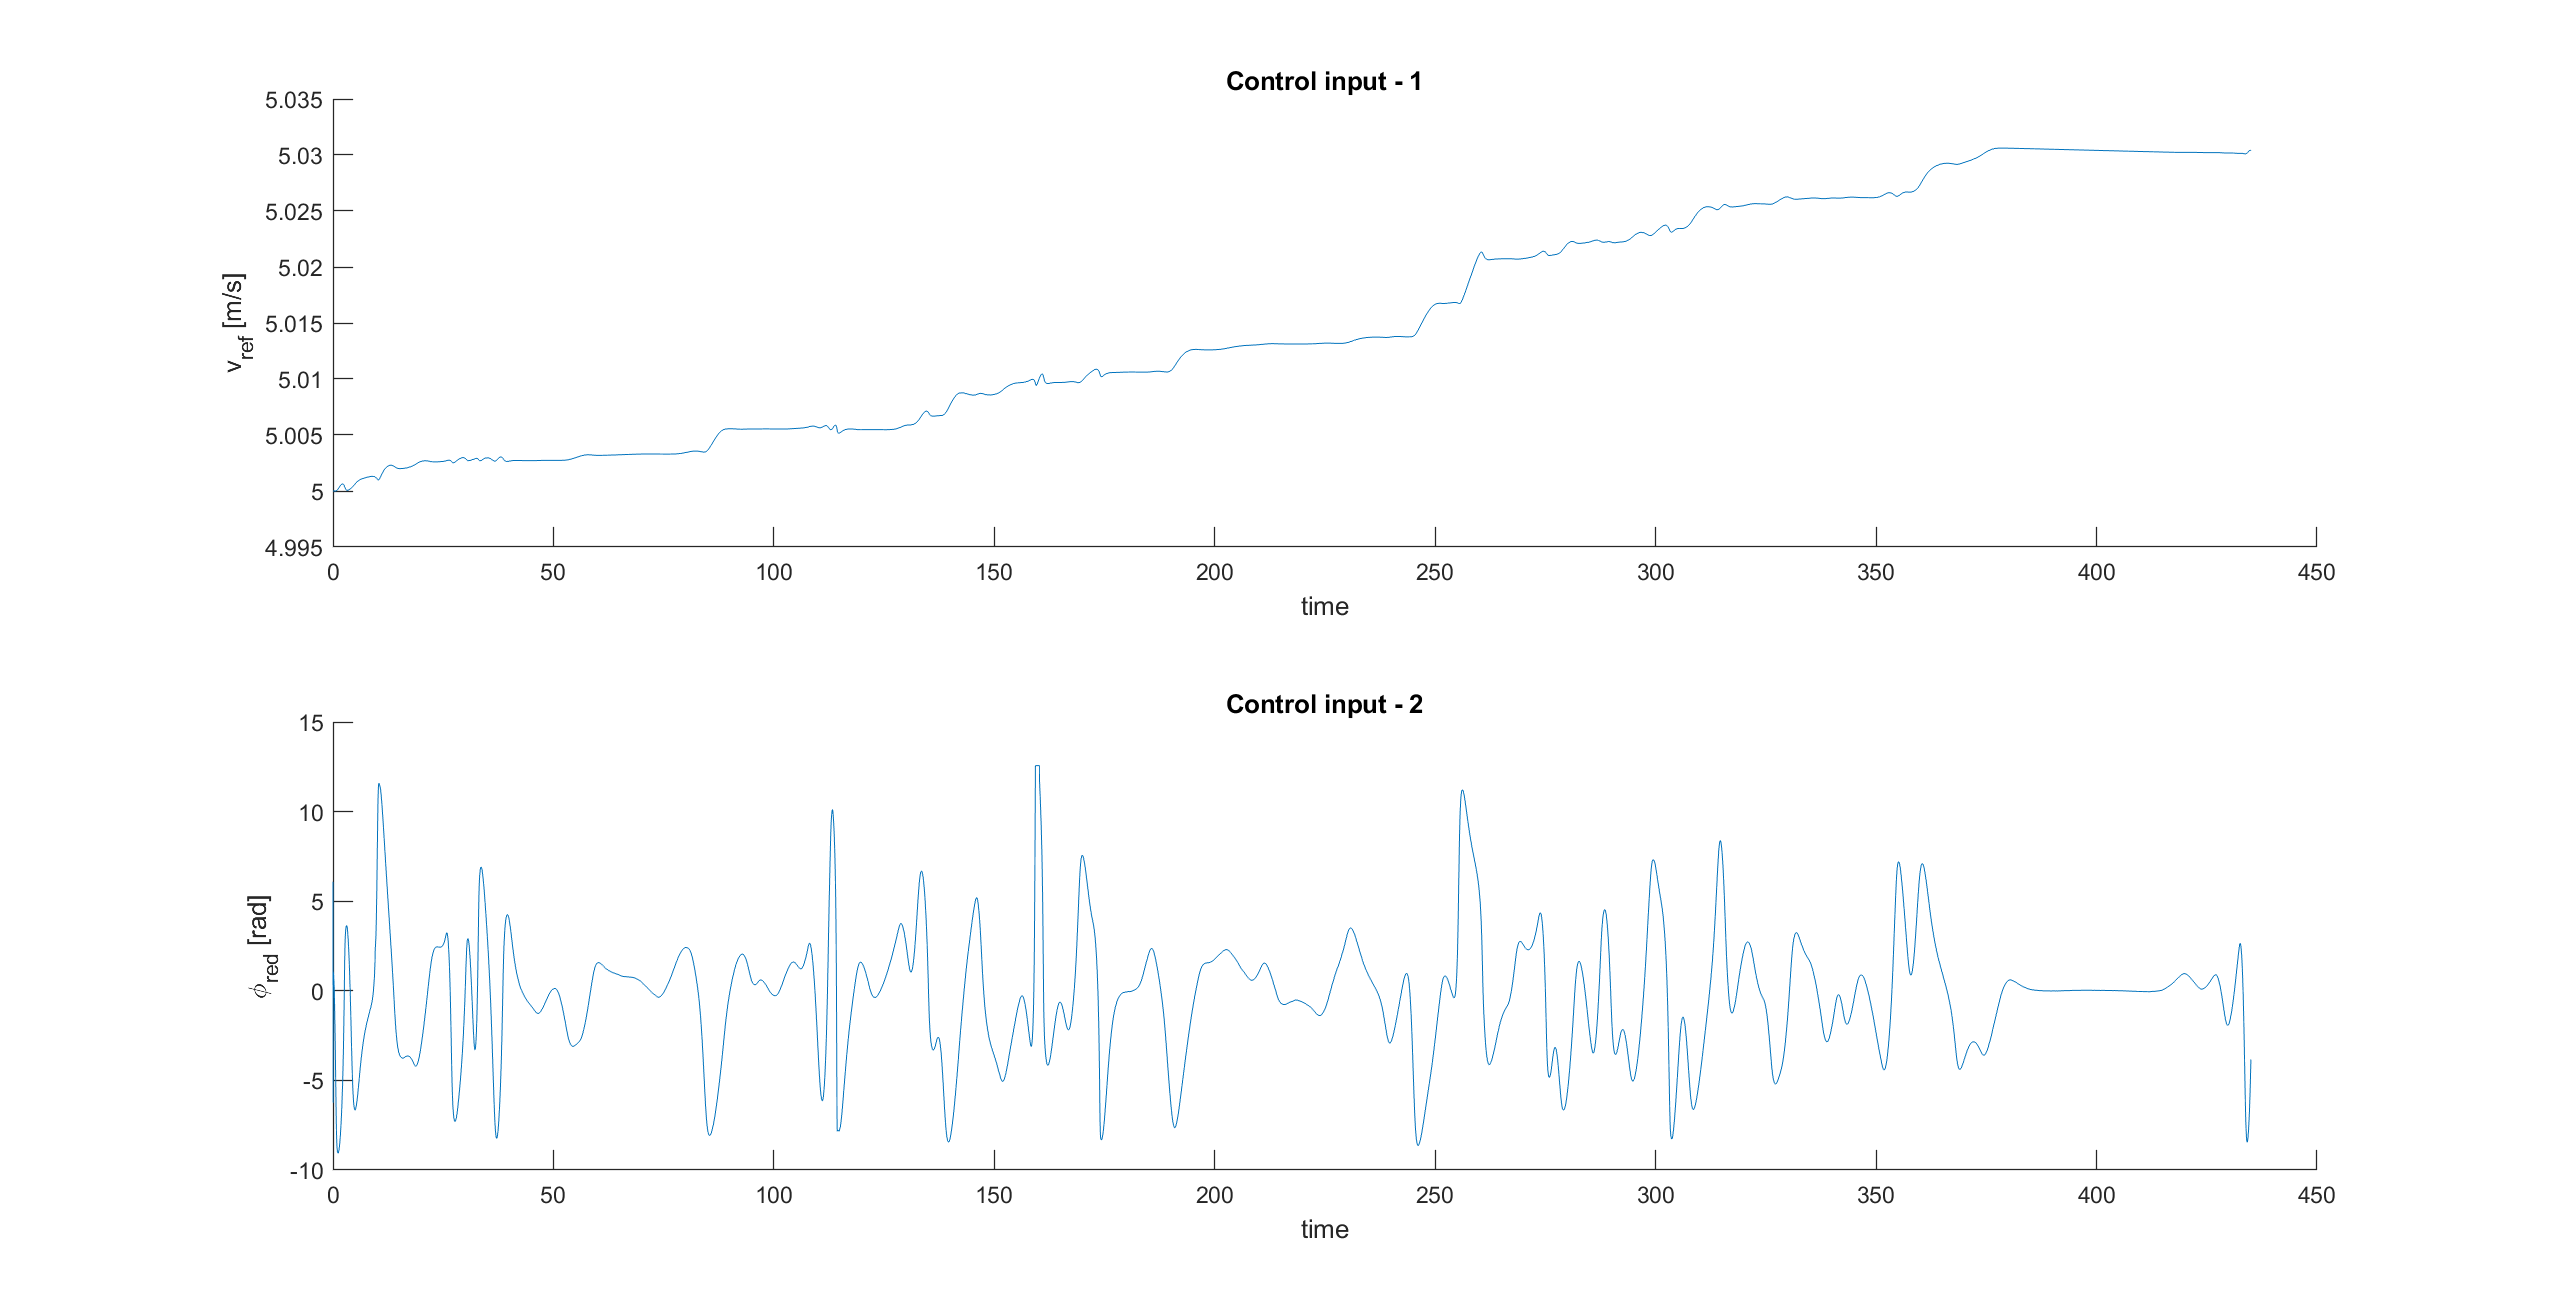 Control input - 1
5.035
5.03
5.025
5.02
5.015
5.01
5.005
5
4.995
v_ref [m/s]
0 50 100 150 200 250 300 350 400 450
time
Control input - 2
15
10
5
0
-5
-10
ϕ_red [rad]
0 50 100 150 200 250 300 350 400 450
time